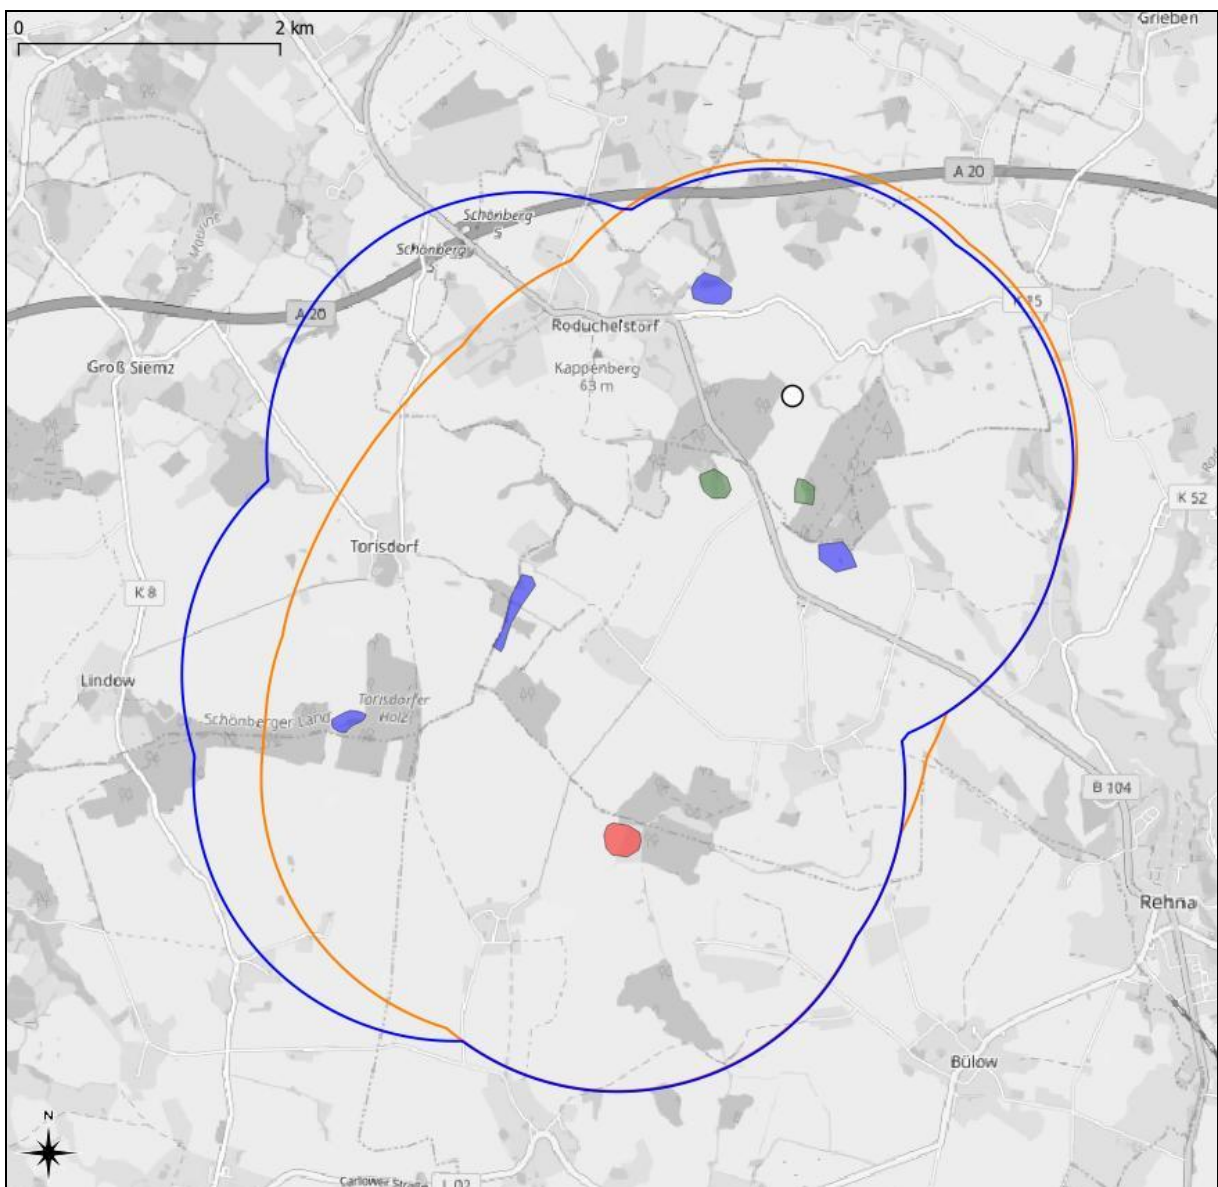 0
2 km
Grieben
A 20
Maurine
Schönberg
S
Schönberg
S
A 20
K 15
Roduchelstorf
Groß Siemz
Kappenberg
63 m
K 52
Torisdorf
K 8
Lindow
Torisdorfer
Holz
Schönberger Land
B 104
Rehna
Bülow
N
Carlower Straße
L 02